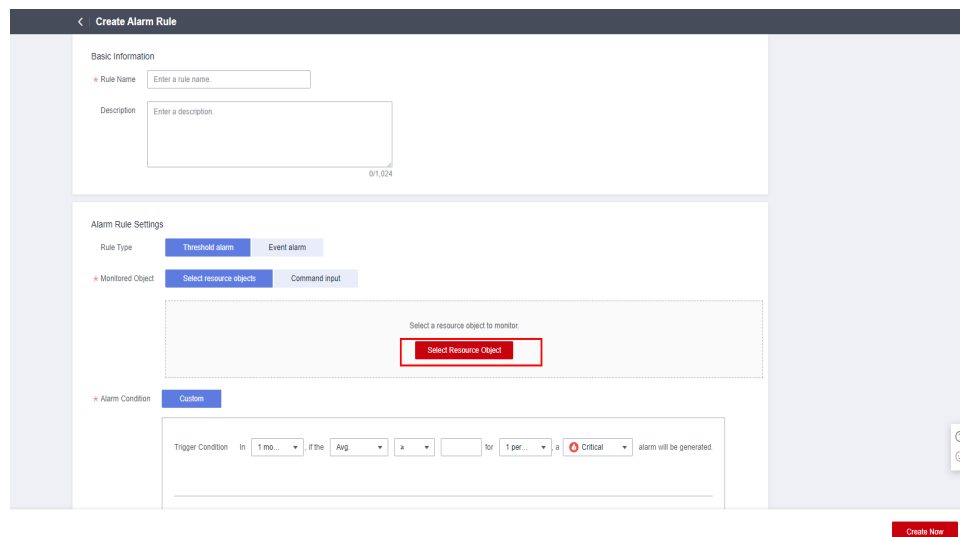 Create Alarm Rule
Basic Information
* Rule Name Enter a rule name.
Description Enter a description.
0/1,024
Alarm Rule Settings
Rule Type Threshold alarm Event alarm
* Monitored Object Select resource objects Command input
Select a resource object to monitor.
Select Resource Object
* Alarm Condition Custom
Trigger Condition In 1 mo... , if the Avg. ≥ for 1 per... , a Critical alarm will be generated.
Create Now